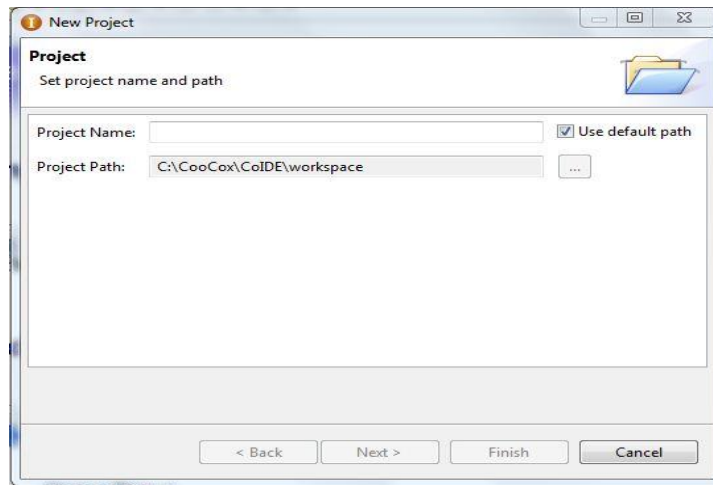 New Project
Project
Set project name and path
Project Name:
Use default path
Project Path: C:\CooCox\CoIDE\workspace ...
< Back Next > Finish Cancel